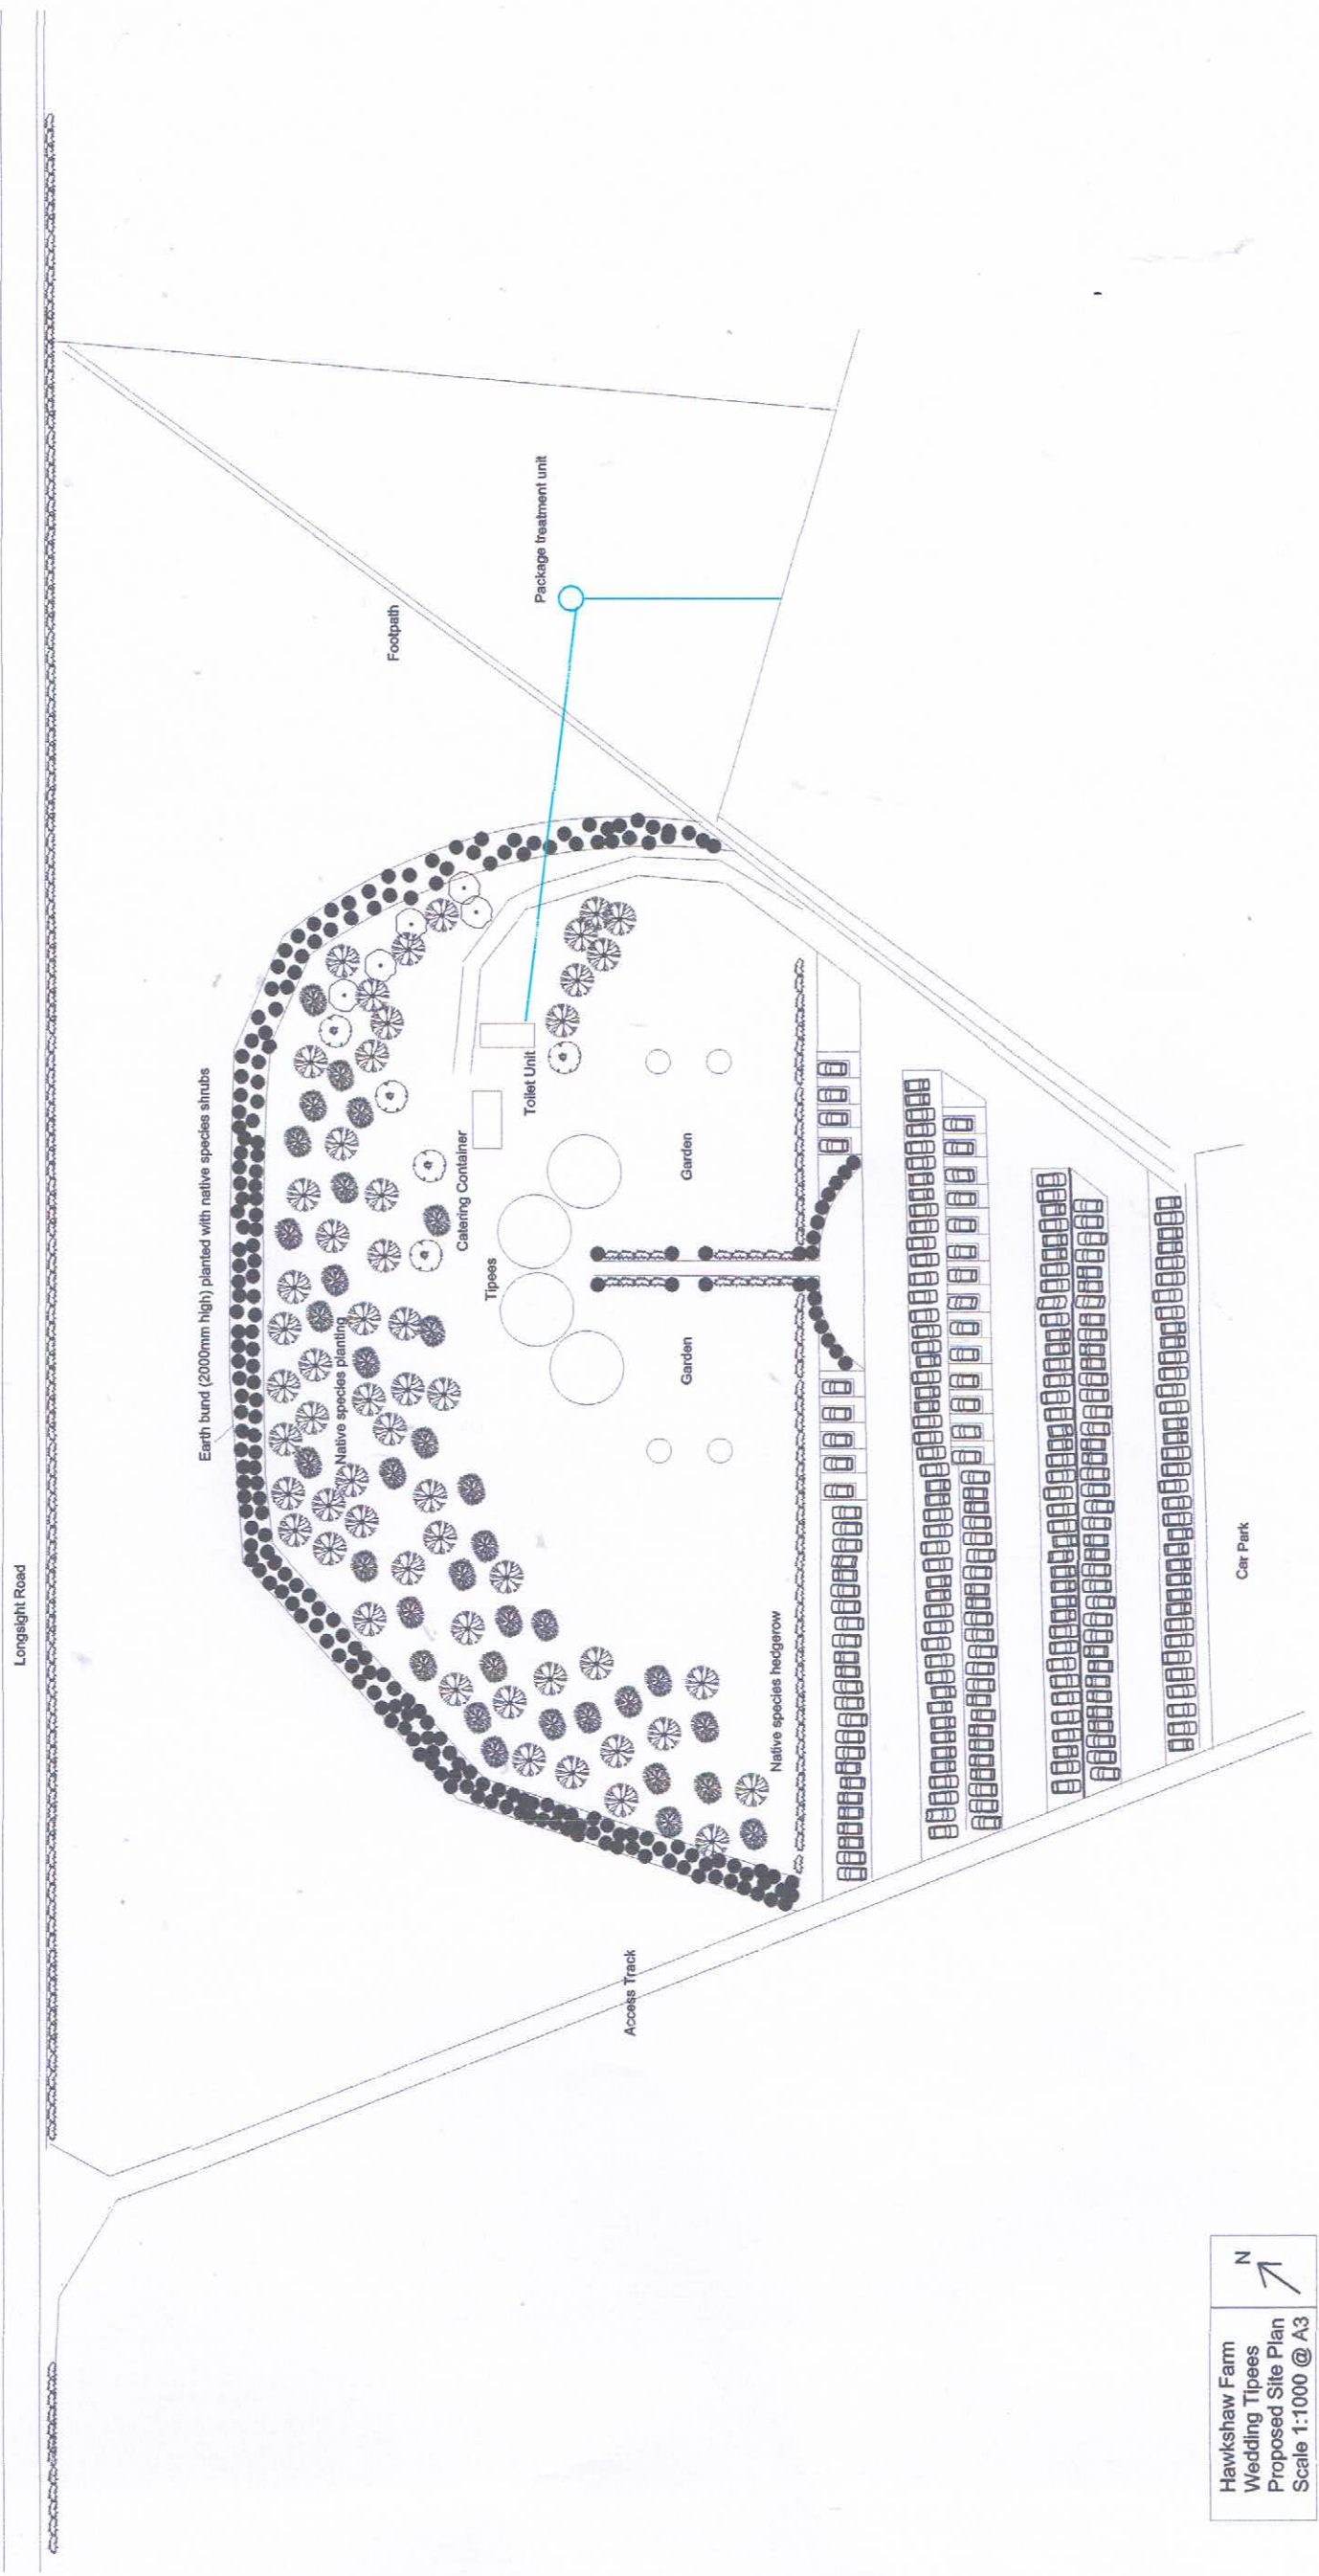 Longsight Road
Earth bund (2000mm high) planted with native species shrubs
Native species planting
Footpath
Package treatment unit
Toilet Unit
Catering Container
Tipees
Garden
Garden
Native species hedgerow
Access Track
Car Park
Hawkshaw Farm
Wedding Tipees
Proposed Site Plan
Scale 1:1000 @ A3
N